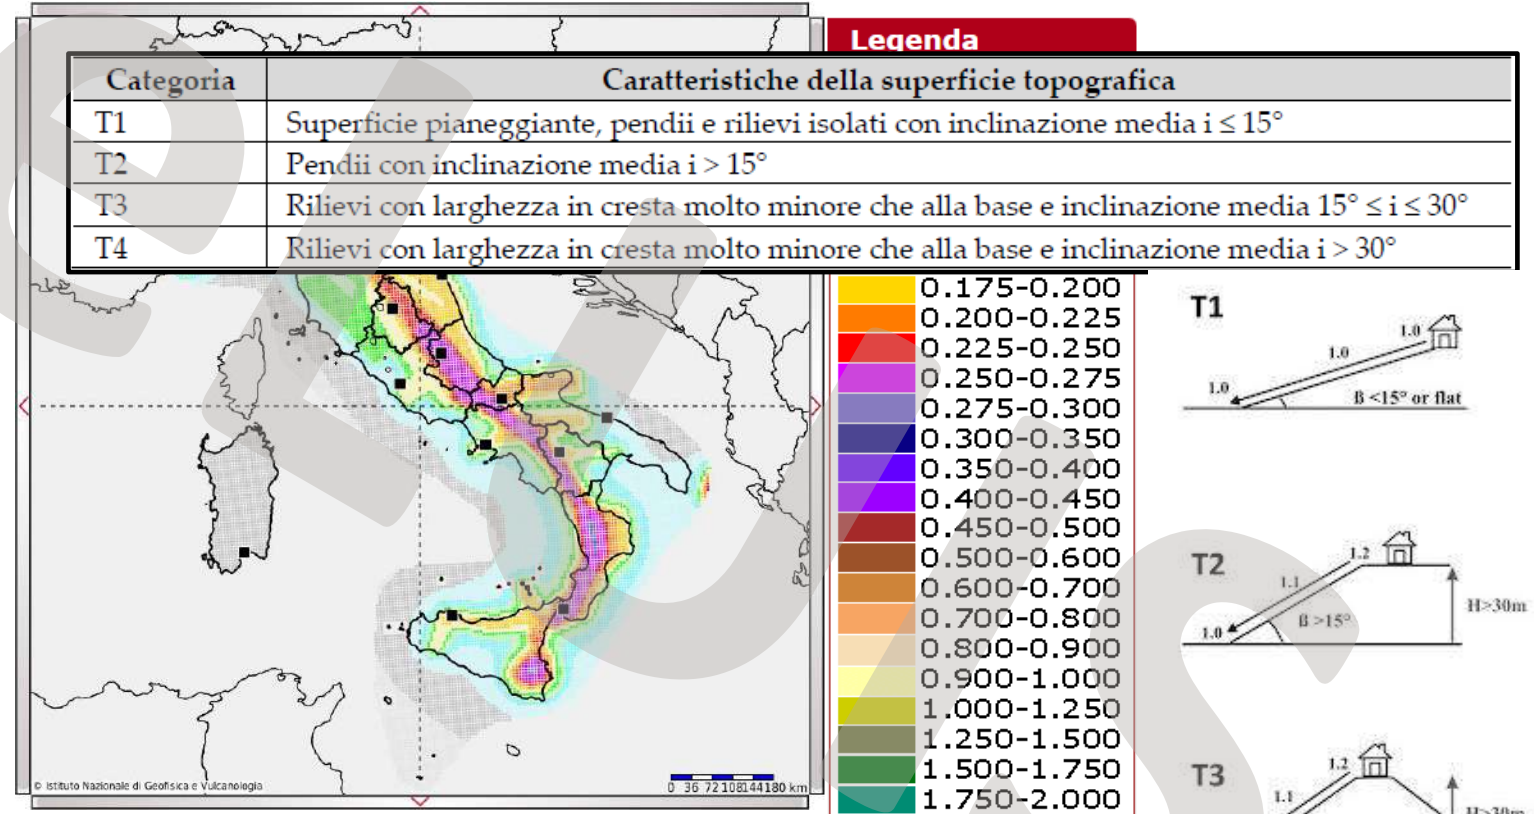 Legenda
Categoria Caratteristiche della superficie topografica
T1 Superficie pianeggiante, pendii e rilievi isolati con inclinazione media i ≤ 15°
T2 Pendii con inclinazione media i > 15°
T3 Rilievi con larghezza in cresta molto minore che alla base e inclinazione media 15° ≤ i ≤ 30°
T4 Rilievi con larghezza in cresta molto minore che alla base e inclinazione media i > 30°
0.175-0.200
0.200-0.225
0.225-0.250
0.250-0.275
0.275-0.300
0.300-0.350
0.350-0.400
0.400-0.450
0.450-0.500
0.500-0.600
0.600-0.700
0.700-0.800
0.800-0.900
0.900-1.000
1.000-1.250
1.250-1.500
1.500-1.750
1.750-2.000
© Istituto Nazionale di Geofisica e Vulcanologia
0 36 72 108144180 km
T1
1.0
1.0
1.0
ß <15° or flat
T2
1.2
1.1
1.0
ß >15°
H>30m
T3
1.2
1.1
H>30m